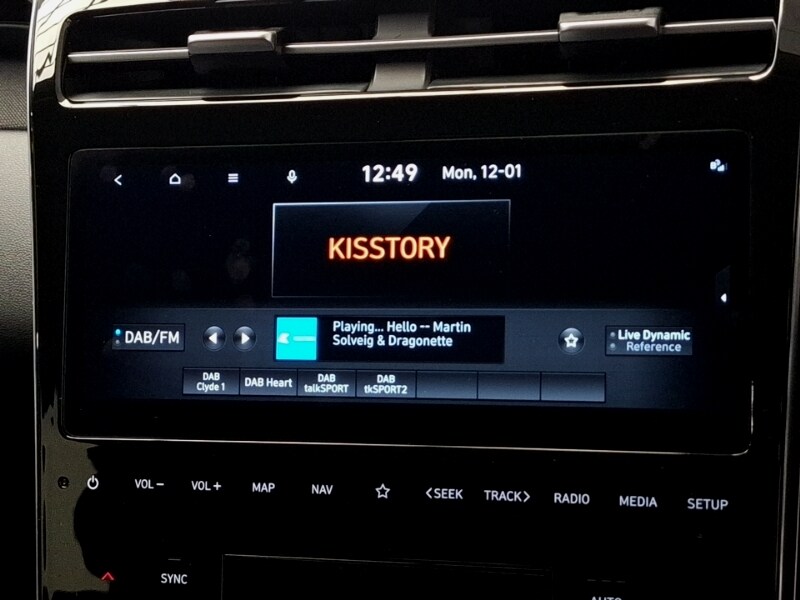 12:49 Mon, 12-01
KISSTORY
DAB/FM
Playing... Hello -- Martin
Solveig & Dragonette
Live Dynamic
Reference
DAB
Clyde 1
DAB Heart
DAB
talkSPORT
DAB
tkSPORT2
VOL- VOL+ MAP NAV <SEEK TRACK> RADIO MEDIA SETUP
SYNC
AUTO